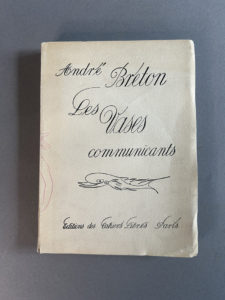 André Breton
Les Vases
communicants
Editions des Cahiers Libres Paris